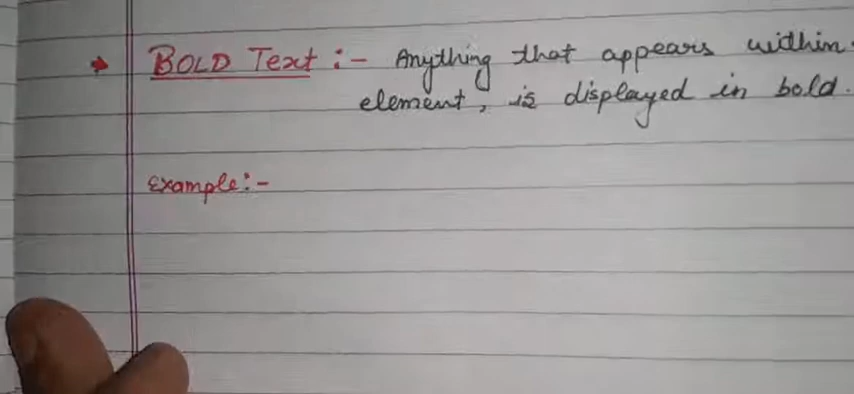 → BOLD Text :- Anything that appears within
element, is displayed in bold.
Example:-